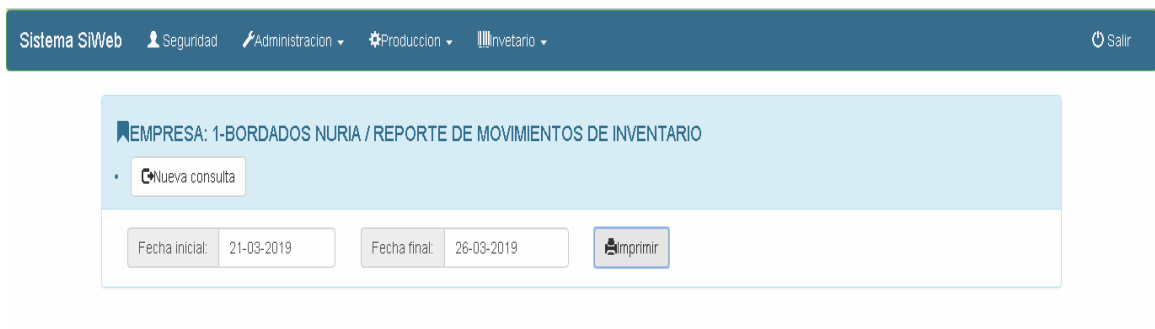 Sistema SiWeb Seguridad Administracion Produccion Invetario Salir
EMPRESA: 1-BORDADOS NURIA / REPORTE DE MOVIMIENTOS DE INVENTARIO
Nueva consulta
Fecha inicial: 21-03-2019 Fecha final: 26-03-2019 Imprimir